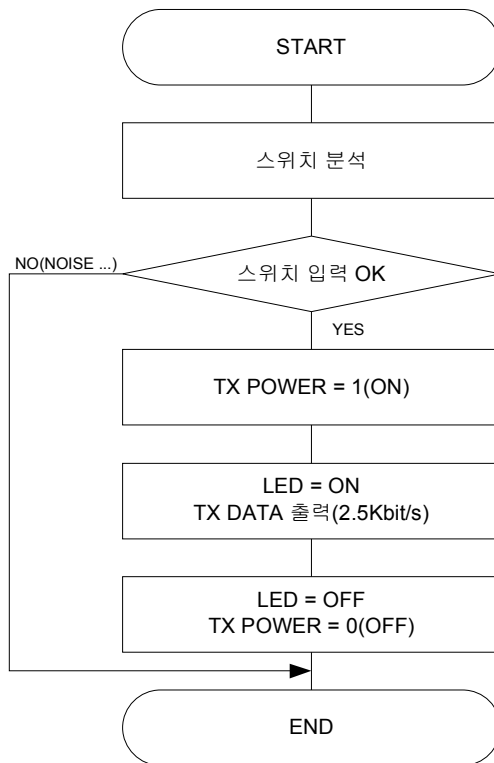 START
스위치 분석
NO(NOISE ...)
스위치 입력 OK
YES
TX POWER = 1(ON)
LED = ON
TX DATA 출력(2.5Kbit/s)
LED = OFF
TX POWER = 0(OFF)
END